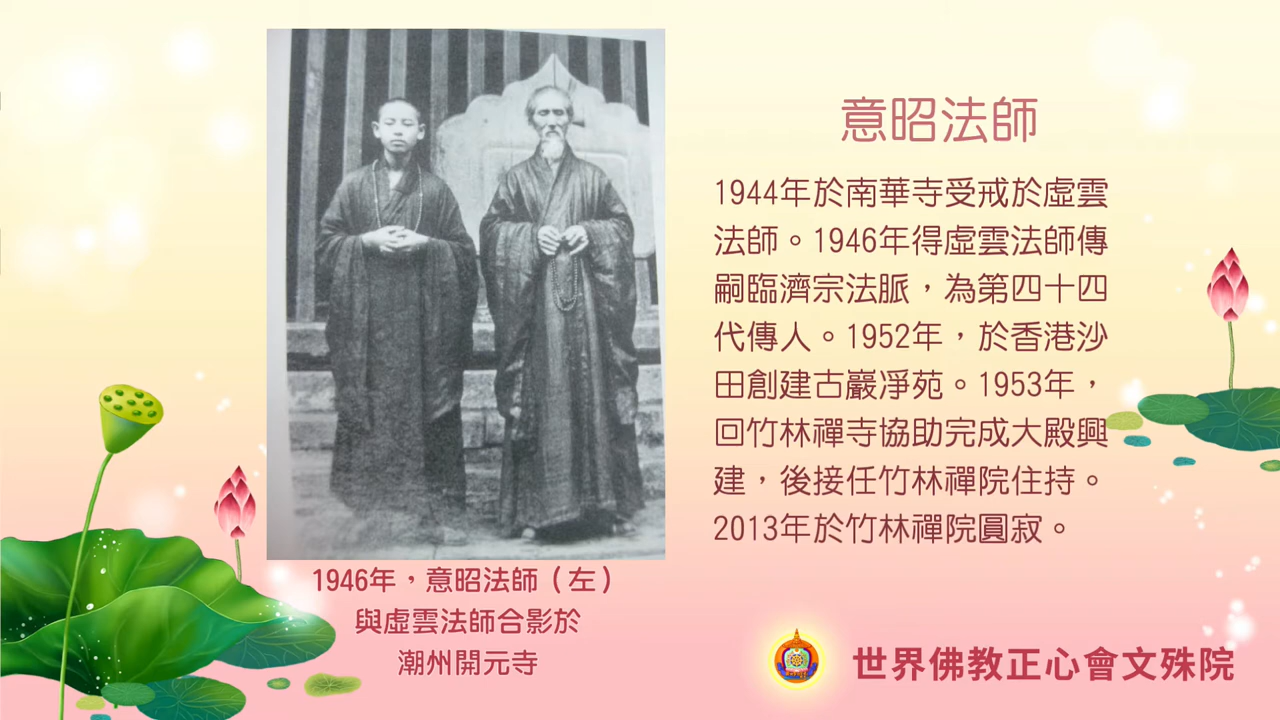 意昭法師
1944年於南華寺受戒於虛雲
法師。1946年得虛雲法師傳
嗣臨濟宗法脈，為第四十四
代傳人。1952年，於香港沙
田創建古巖凈苑。1953年，
回竹林禪寺協助完成大殿興
建，後接任竹林禪院住持。
2013年於竹林禪院圓寂。
1946年，意昭法師（左）
與虛雲法師合影於
潮州開元寺
世界佛教正心會文殊院